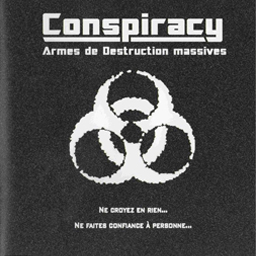 Conspiracy
Armes de Destruction massives
Ne croyez en rien...
Ne faites confiance à personne...